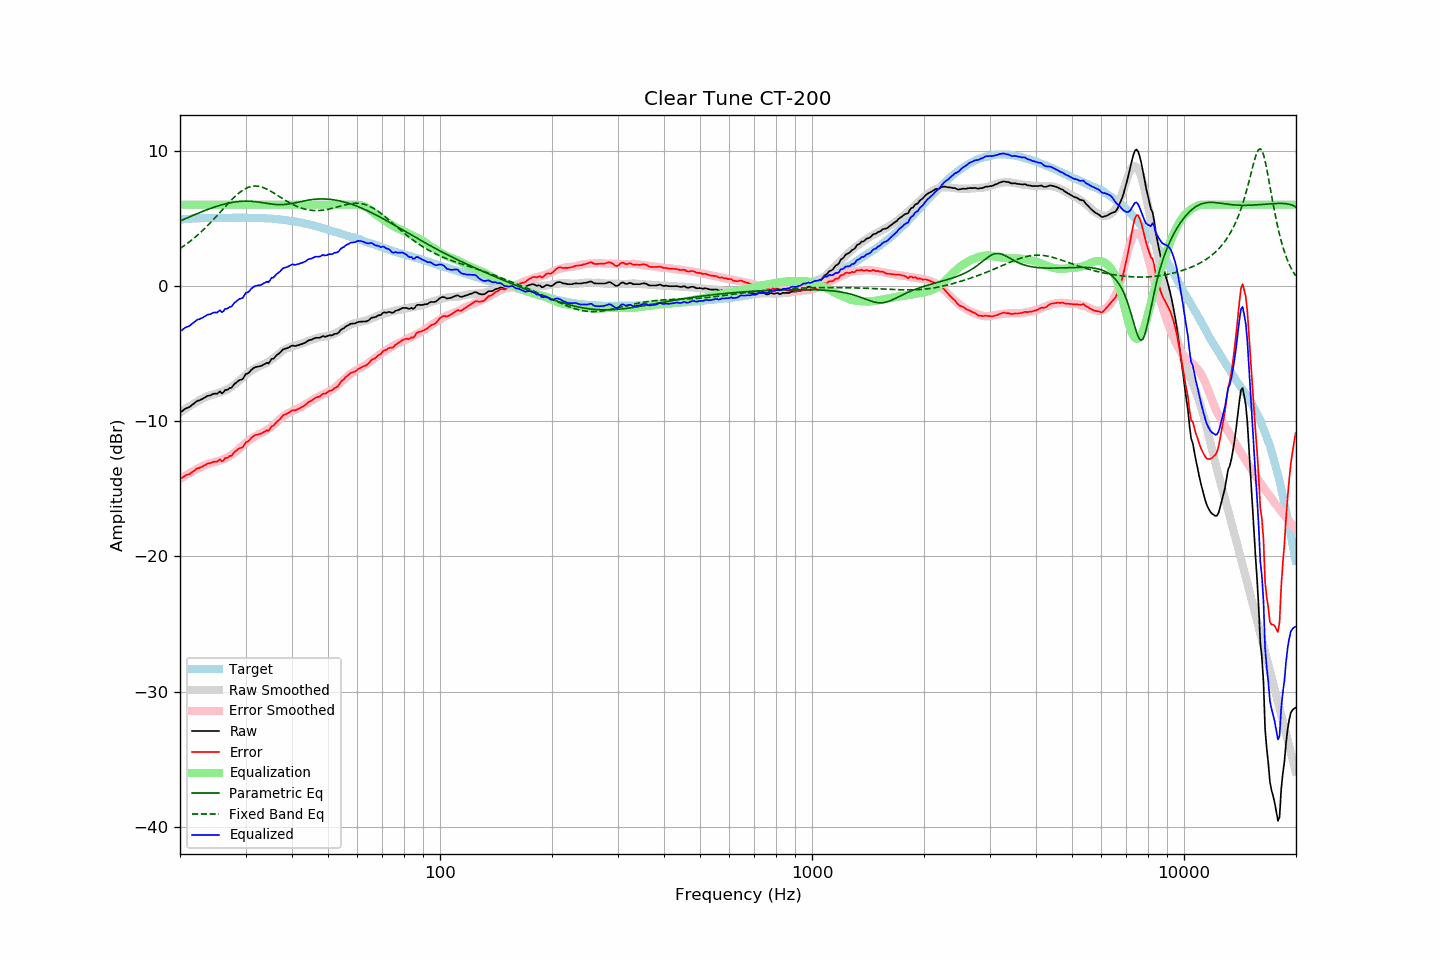 Clear Tune CT-200
10
0
−10
−20
−30
−40
Amplitude (dBr)
Target
Raw Smoothed
Error Smoothed
Raw
Error
Equalization
Parametric Eq
Fixed Band Eq
Equalized
100
1000
10000
Frequency (Hz)